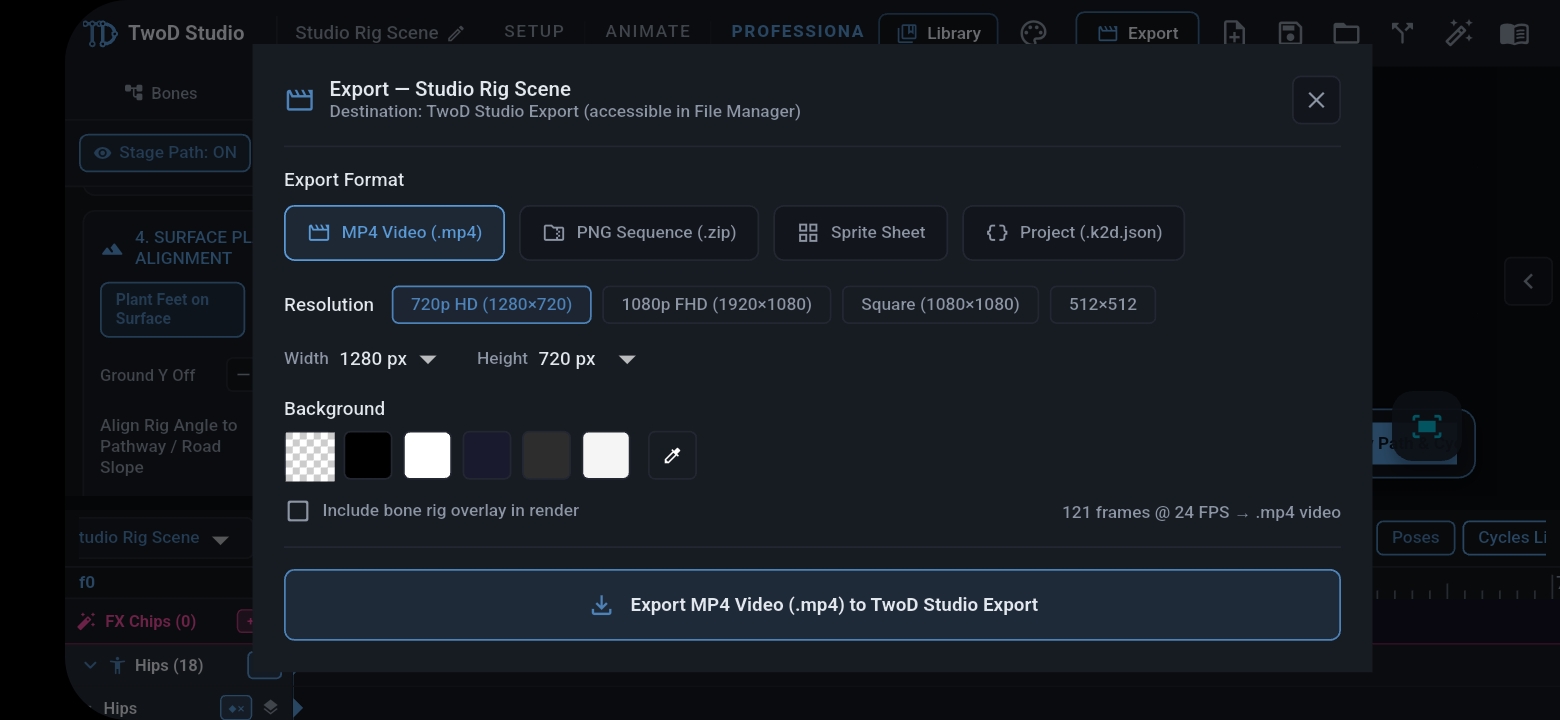 TwoD Studio
Studio Rig Scene
SETUP
ANIMATE
PROFESSIONA
Library
Export
Bones
Stage Path: ON
4. SURFACE PL
ALIGNMENT
Plant Feet on
Surface
Ground Y Off
Align Rig Angle to
Pathway / Road
Slope
Export — Studio Rig Scene
Destination: TwoD Studio Export (accessible in File Manager)
Export Format
MP4 Video (.mp4)
PNG Sequence (.zip)
Sprite Sheet
Project (.k2d.json)
Resolution
720p HD (1280×720)
1080p FHD (1920×1080)
Square (1080×1080)
512×512
Width 1280 px
Height 720 px
Background
Include bone rig overlay in render
121 frames @ 24 FPS → .mp4 video
Export MP4 Video (.mp4) to TwoD Studio Export
tudio Rig Scene
Poses
Cycles Li
f0
FX Chips (0)
Hips (18)
Hips